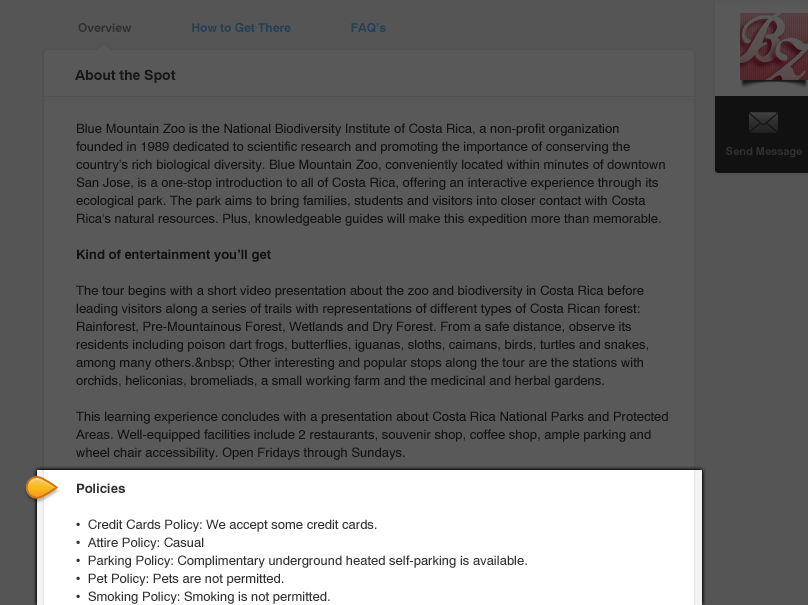 Overview
How to Get There
FAQ's
BZ
Send Message
About the Spot
Blue Mountain Zoo is the National Biodiversity Institute of Costa Rica, a non-profit organization
founded in 1989 dedicated to scientific research and promoting the importance of conserving the
country's rich biological diversity. Blue Mountain Zoo, conveniently located within minutes of downtown
San Jose, is a one-stop introduction to all of Costa Rica, offering an interactive experience through its
ecological park. The park aims to bring families, students and visitors into closer contact with Costa
Rica's natural resources. Plus, knowledgeable guides will make this expedition more than memorable.
Kind of entertainment you'll get
The tour begins with a short video presentation about the zoo and biodiversity in Costa Rica before
leading visitors along a series of trails with representations of different types of Costa Rican forest:
Rainforest, Pre-Mountainous Forest, Wetlands and Dry Forest. From a safe distance, observe its
residents including poison dart frogs, butterflies, iguanas, sloths, caimans, birds, turtles and snakes,
among many others.&nbsp; Other interesting and popular stops along the tour are the stations with
orchids, heliconias, bromeliads, a small working farm and the medicinal and herbal gardens.
This learning experience concludes with a presentation about Costa Rica National Parks and Protected
Areas. Well-equipped facilities include 2 restaurants, souvenir shop, coffee shop, ample parking and
wheel chair accessibility. Open Fridays through Sundays.
Policies
• Credit Cards Policy: We accept some credit cards.
• Attire Policy: Casual
• Parking Policy: Complimentary underground heated self-parking is available.
• Pet Policy: Pets are not permitted.
• Smoking Policy: Smoking is not permitted.